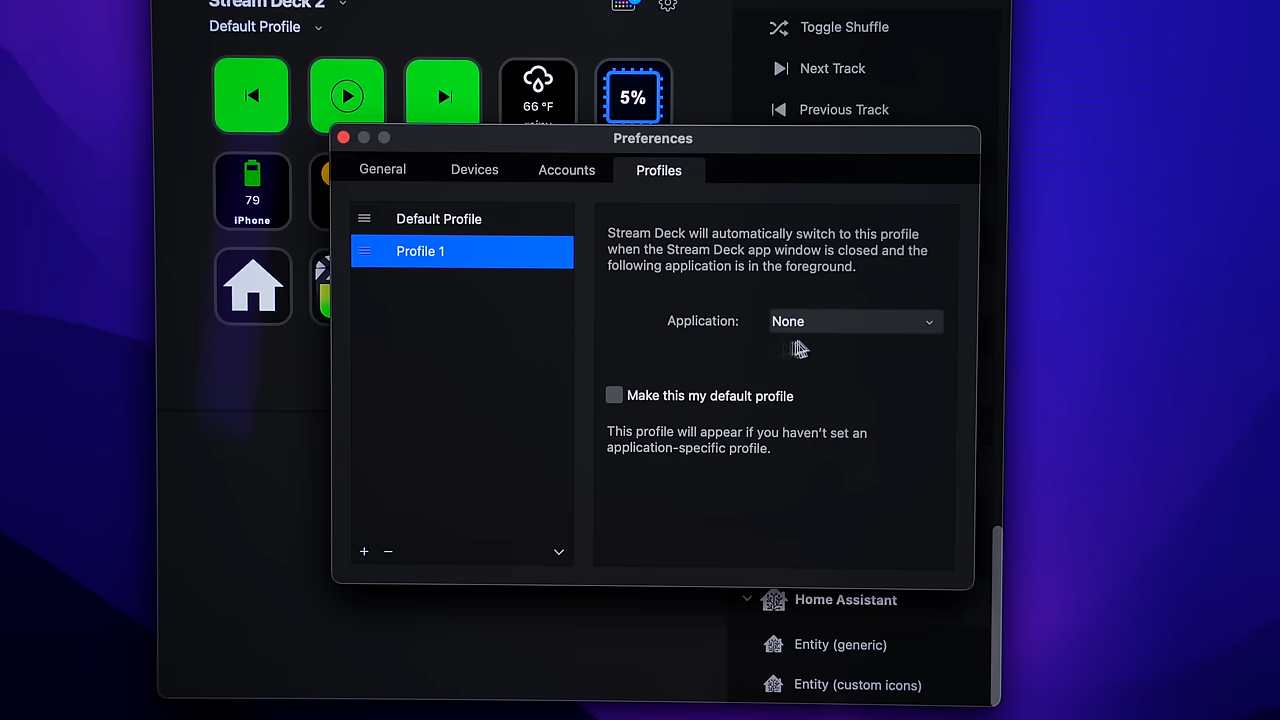 Stream Deck 2
Default Profile
Toggle Shuffle
Next Track
Previous Track
66 °F
5%
79
iPhone
Preferences
General
Devices
Accounts
Profiles
Default Profile
Profile 1
Stream Deck will automatically switch to this profile
when the Stream Deck app window is closed and the
following application is in the foreground.
Application:
None
Make this my default profile
This profile will appear if you haven't set an
application-specific profile.
Home Assistant
Entity (generic)
Entity (custom icons)